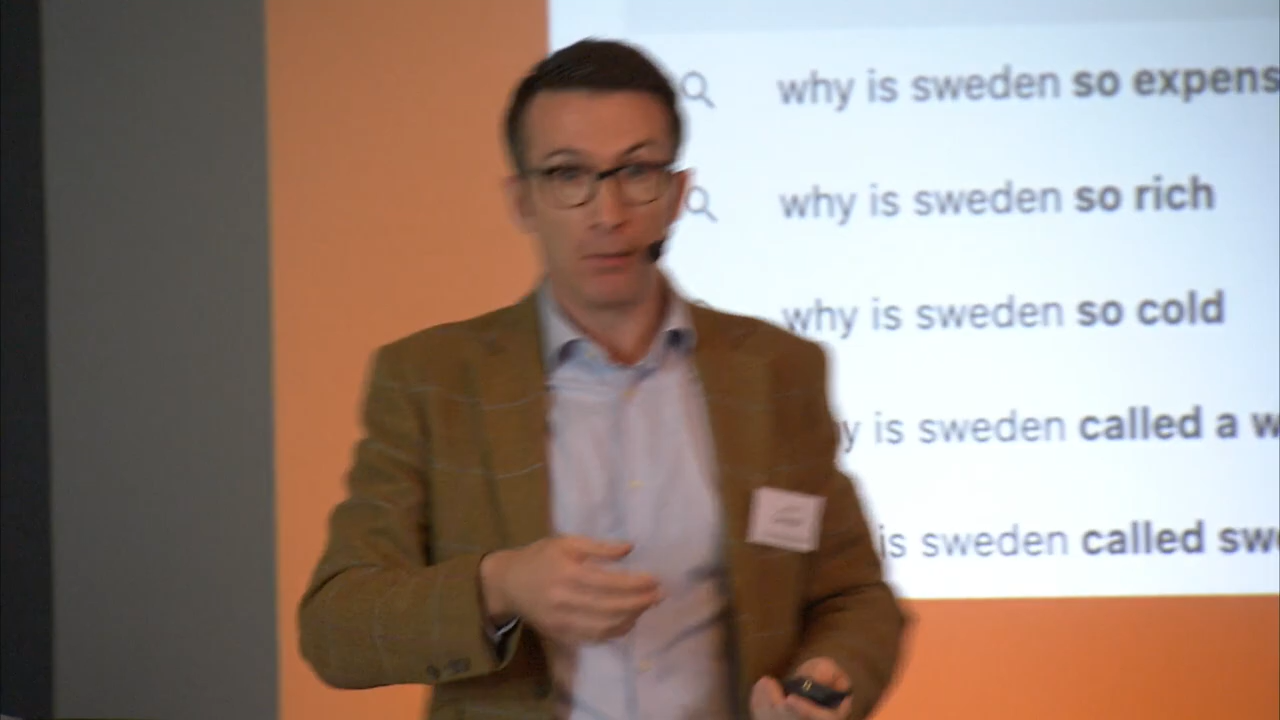 why is sweden so expens
why is sweden so rich
why is sweden so cold
y is sweden called a w
is sweden called sw